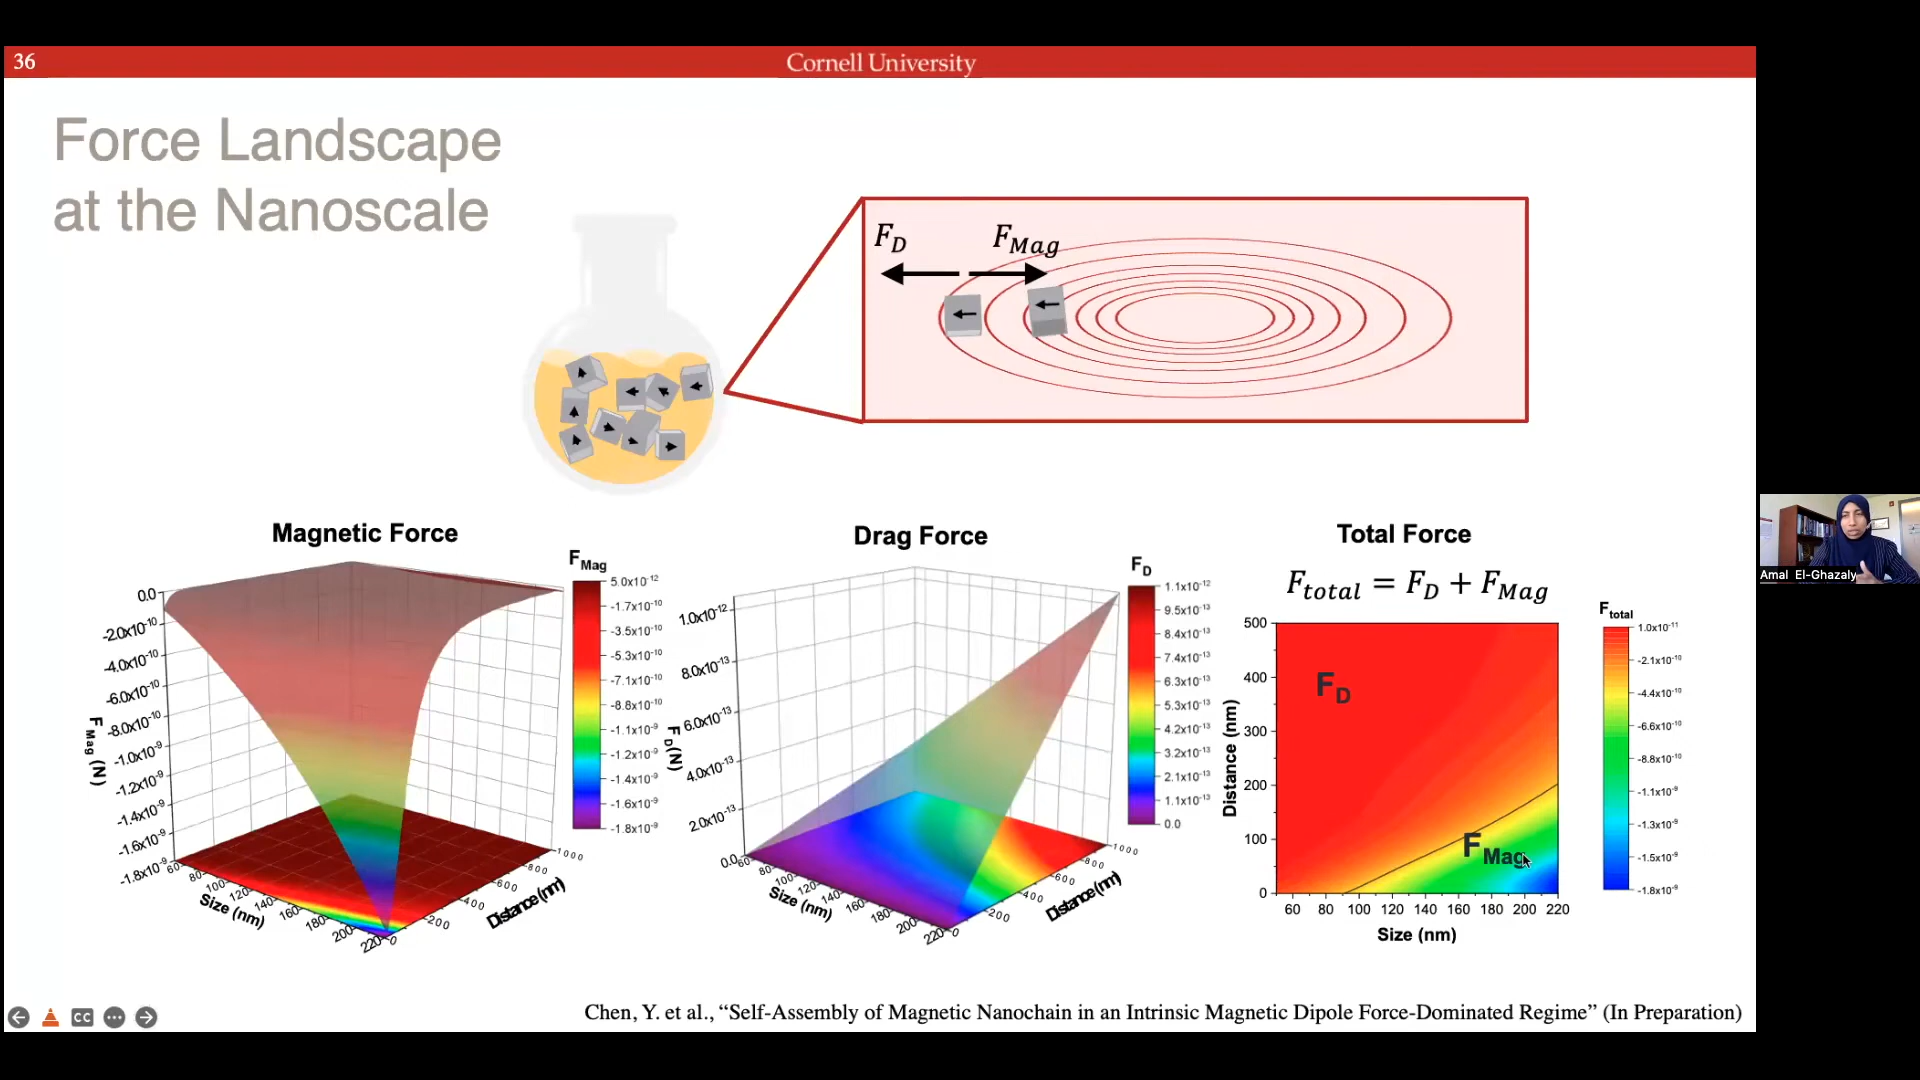 36
Cornell University
Force Landscape
at the Nanoscale
F_D
F_Mag
Magnetic Force
F_Mag
5.0x10^-12
-1.7x10^-10
-3.5x10^-10
-5.3x10^-10
-7.1x10^-10
-8.8x10^-10
-1.1x10^-9
-1.2x10^-9
-1.4x10^-9
-1.6x10^-9
-1.8x10^-9
F_Mag (N)
0.0
-2.0x10^-10
-4.0x10^-10
-6.0x10^-10
-8.0x10^-10
-1.0x10^-9
-1.2x10^-9
-1.4x10^-9
-1.6x10^-9
-1.8x10^-9
60 80 100 120 140 160 180 200 220
Size (nm)
0 200 400 600 800 1000
Distance (nm)
Drag Force
F_D
1.1x10^-12
9.5x10^-13
8.4x10^-13
7.4x10^-13
6.3x10^-13
5.3x10^-13
4.2x10^-13
3.2x10^-13
2.1x10^-13
1.1x10^-13
0.0
F_D (N)
1.0x10^-12
8.0x10^-13
6.0x10^-13
4.0x10^-13
2.0x10^-13
0.0
60 80 100 120 140 160 180 200 220
Size (nm)
0 200 400 600 800 1000
Distance (nm)
Total Force
F_total = F_D + F_Mag
F_total
1.0x10^-11
-2.1x10^-10
-4.4x10^-10
-6.6x10^-10
-8.8x10^-10
-1.1x10^-9
-1.3x10^-9
-1.5x10^-9
-1.8x10^-9
Distance (nm)
500
400
300
200
100
0
F_D
F_Mag
60 80 100 120 140 160 180 200 220
Size (nm)
Amal El-Ghazaly
CC
Chen, Y. et al., “Self-Assembly of Magnetic Nanochain in an Intrinsic Magnetic Dipole Force-Dominated Regime” (In Preparation)